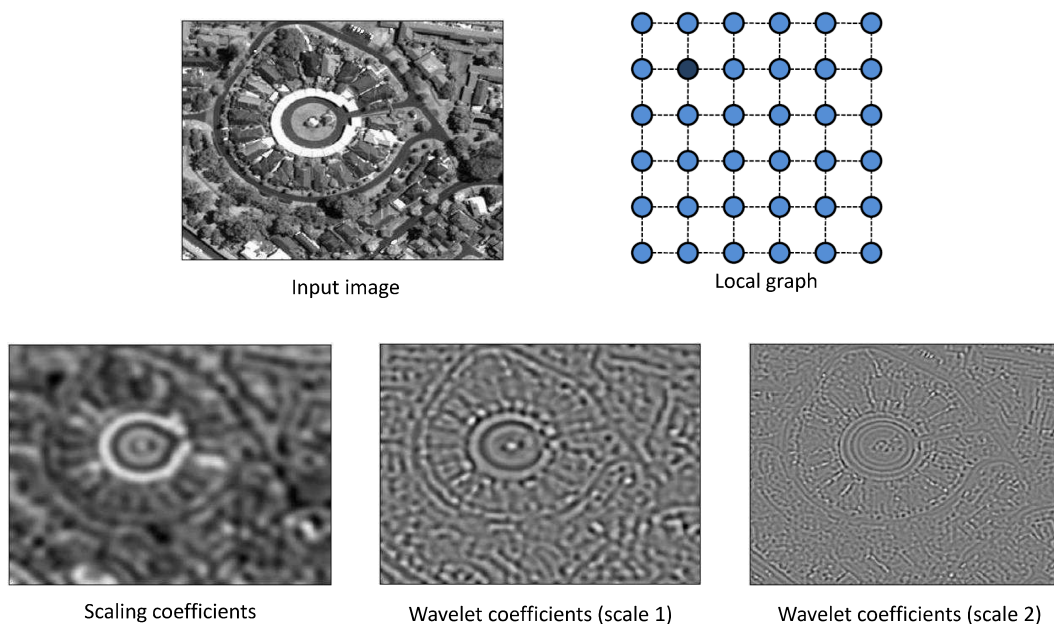 Input image
Local graph
Scaling coefficients
Wavelet coefficients (scale 1)
Wavelet coefficients (scale 2)